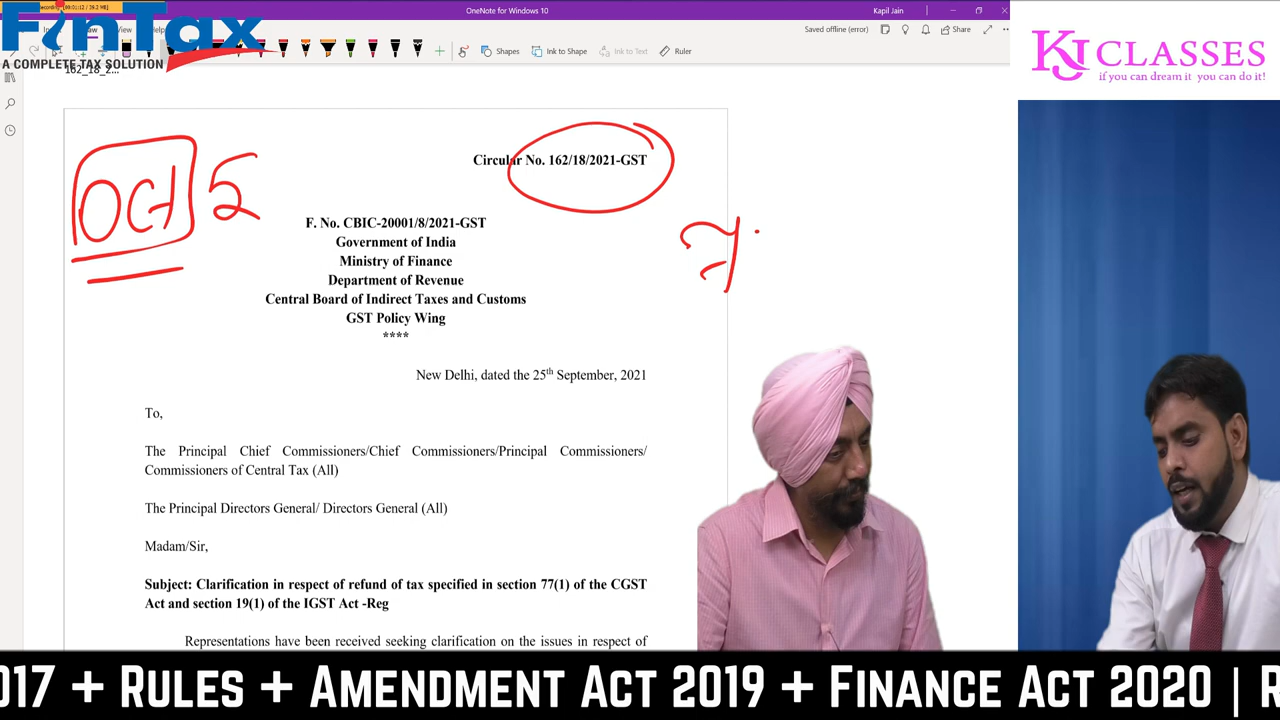 OneNote for Windows 10
Kapil Jain
FinTax
A COMPLETE TAX SOLUTION
Saved offline (error)
Share
Shapes
Ink to Shape
Ink to Text
Ruler
162_18_2...
KJ CLASSES
if you can dream it you can do it!
Circular No. 162/18/2021-GST
OCT 5
F. No. CBIC-20001/8/2021-GST
Government of India
Ministry of Finance
Department of Revenue
Central Board of Indirect Taxes and Customs
GST Policy Wing
****
New Delhi, dated the 25th September, 2021
To,
The Principal Chief Commissioners/Chief Commissioners/Principal Commissioners/
Commissioners of Central Tax (All)
The Principal Directors General/ Directors General (All)
Madam/Sir,
Subject: Clarification in respect of refund of tax specified in section 77(1) of the CGST
Act and section 19(1) of the IGST Act -Reg
Representations have been received seeking clarification on the issues in respect of
017 + RULES + AMENDMENT ACT 2019 + FINANCE ACT 2020 | R